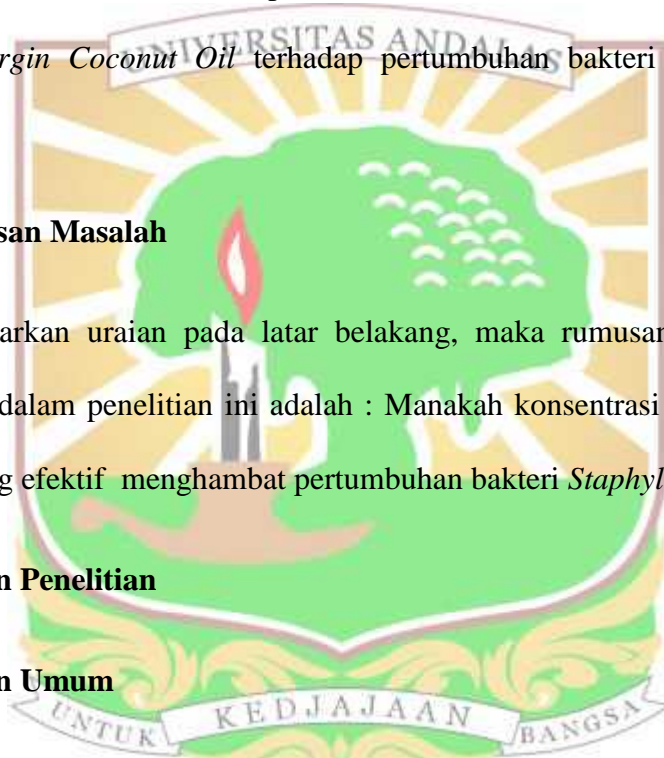 UNIVERSITAS ANDALAS
rgin Coconut Oil terhadap pertumbuhan bakteri
san Masalah
arkan uraian pada latar belakang, maka rumusan
dalam penelitian ini adalah : Manakah konsentrasi
g efektif menghambat pertumbuhan bakteri Staphyl
n Penelitian
n Umum
UNTUK KEDJAJAAN BANGSA